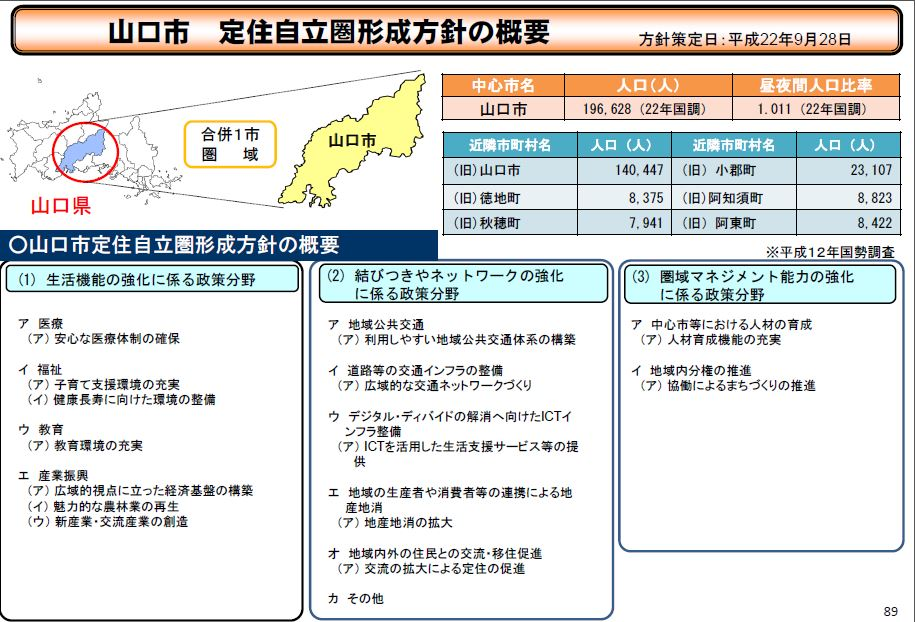 山口市　定住自立圏形成方針の概要
方針策定日：平成22年9月28日
山口県
合併1市
圏　域
山口市
中心市名　人口（人）　昼夜間人口比率
山口市　196,628（22年国調）　1.011（22年国調）
近隣市町村名　人口（人）　近隣市町村名　人口（人）
（旧）山口市　140,447　（旧）小郡町　23,107
（旧）徳地町　8,375　（旧）阿知須町　8,823
（旧）秋穂町　7,941　（旧）阿東町　8,422
※平成12年国勢調査
○山口市定住自立圏形成方針の概要
(1) 生活機能の強化に係る政策分野
ア 医療
（ア）安心な医療体制の確保
イ 福祉
（ア）子育て支援環境の充実
（イ）健康長寿に向けた環境の整備
ウ 教育
（ア）教育環境の充実
エ 産業振興
（ア）広域的視点に立った経済基盤の構築
（イ）魅力的な農林業の再生
（ウ）新産業・交流産業の創造
(2) 結びつきやネットワークの強化
に係る政策分野
ア 地域公共交通
（ア）利用しやすい地域公共交通体系の構築
イ 道路等の交通インフラの整備
（ア）広域的な交通ネットワークづくり
ウ デジタル・ディバイドの解消へ向けたICTイ
ンフラ整備
（ア）ICTを活用した生活支援サービス等の提
供
エ 地域の生産者や消費者等の連携による地
産地消
（ア）地産地消の拡大
オ 地域内外の住民との交流・移住促進
（ア）交流の拡大による定住の促進
カ その他
(3) 圏域マネジメント能力の強化
に係る政策分野
ア 中心市等における人材の育成
（ア）人材育成機能の充実
イ 地域内分権の推進
（ア）協働によるまちづくりの推進
89